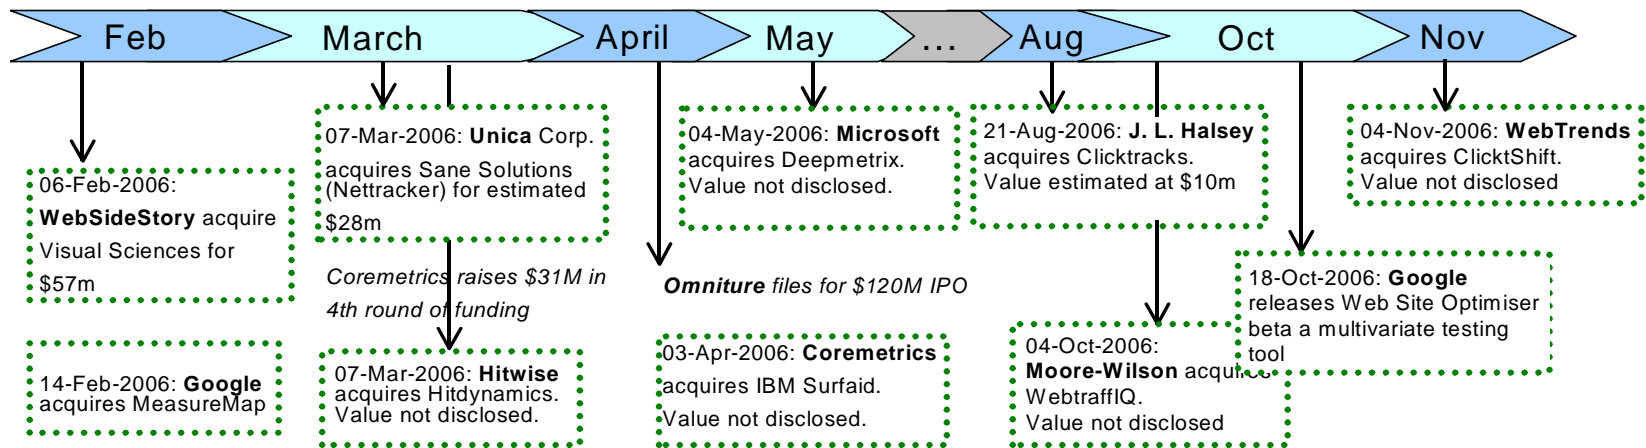 Feb
March
April
May
...
Aug
Oct
Nov
06-Feb-2006:
WebSideStory acquire
Visual Sciences for
$57m
14-Feb-2006: Google
acquires MeasureMap
07-Mar-2006: Unica Corp.
acquires Sane Solutions
(Nettracker) for estimated
$28m
Coremetrics raises $31M in
4th round of funding
07-Mar-2006: Hitwise
acquires Hitdynamics.
Value not disclosed.
Omniture files for $120M IPO
03-Apr-2006: Coremetrics
acquires IBM Surfaid.
Value not disclosed.
04-May-2006: Microsoft
acquires Deepmetrix.
Value not disclosed.
21-Aug-2006: J. L. Halsey
acquires Clicktracks.
Value estimated at $10m
04-Oct-2006:
Moore-Wilson acquires
WebtraffIQ.
Value not disclosed
18-Oct-2006: Google
releases Web Site Optimiser
beta a multivariate testing
tool
04-Nov-2006: WebTrends
acquires ClicktShift.
Value not disclosed